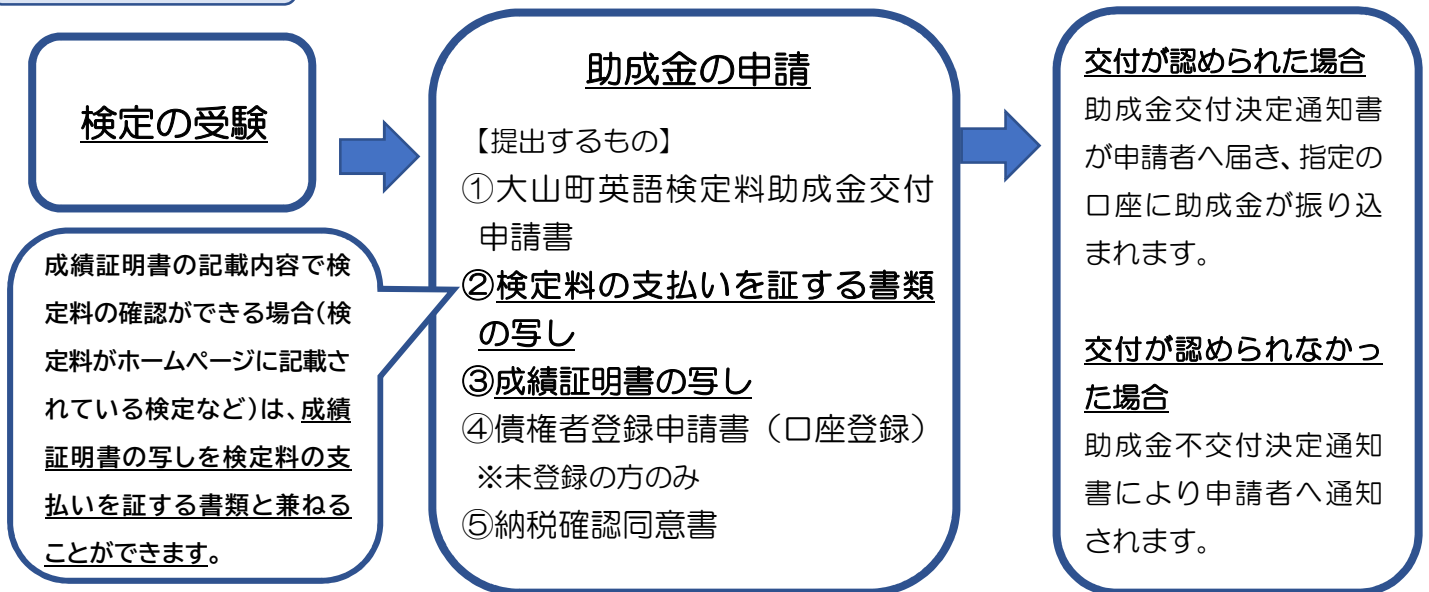 検定の受験
成績証明書の記載内容で検
定料の確認ができる場合(検
定料がホームページに記載さ
れている検定など)は、成績
証明書の写しを検定料の支
払いを証する書類と兼ねる
ことができます。
助成金の申請
【提出するもの】
①大山町英語検定料助成金交付
申請書
②検定料の支払いを証する書類
の写し
③成績証明書の写し
④債権者登録申請書（口座登録）
※未登録の方のみ
⑤納税確認同意書
交付が認められた場合
助成金交付決定通知書
が申請者へ届き、指定の
口座に助成金が振り込
まれます。
交付が認められなかっ
た場合
助成金不交付決定通知
書により申請者へ通知
されます。